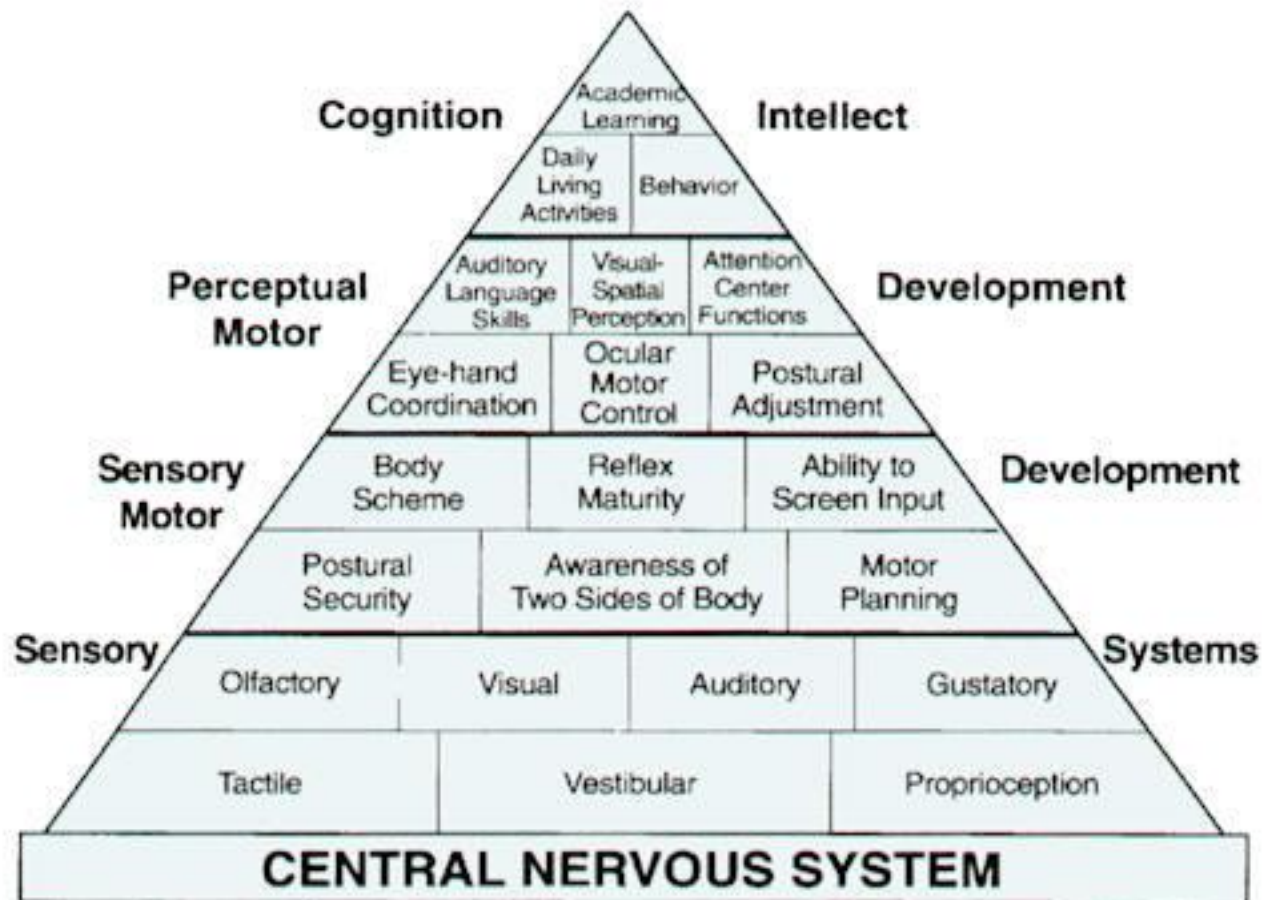 Cognition
Academic
Learning
Intellect
Daily
Living
Activities
Behavior
Perceptual
Motor
Auditory
Language
Skills
Visual-
Spatial
Perception
Attention
Center
Functions
Development
Eye-hand
Coordination
Ocular
Motor
Control
Postural
Adjustment
Sensory
Motor
Body
Scheme
Reflex
Maturity
Ability to
Screen Input
Development
Postural
Security
Awareness of
Two Sides of Body
Motor
Planning
Sensory
Systems
Olfactory
Visual
Auditory
Gustatory
Tactile
Vestibular
Proprioception
CENTRAL NERVOUS SYSTEM